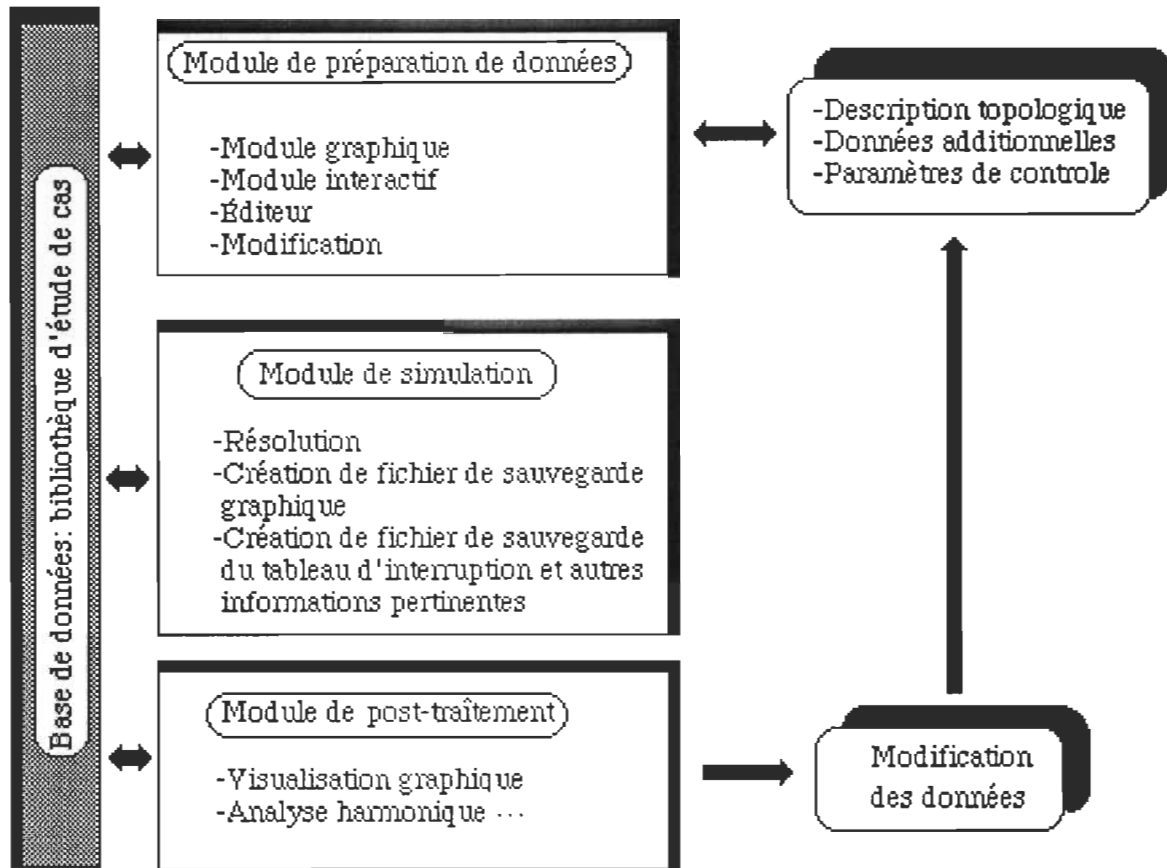 Base de données: bibliothèque d'étude de cas
Module de préparation de données
-Module graphique
-Module interactif
-Éditeur
-Modification
-Description topologique
-Données additionnelles
-Paramètres de controle
Module de simulation
-Résolution
-Création de fichier de sauvegarde
graphique
-Création de fichier de sauvegarde
du tableau d'interruption et autres
informations pertinentes
Module de post-traîtement
-Visualisation graphique
-Analyse harmonique ...
Modification
des données